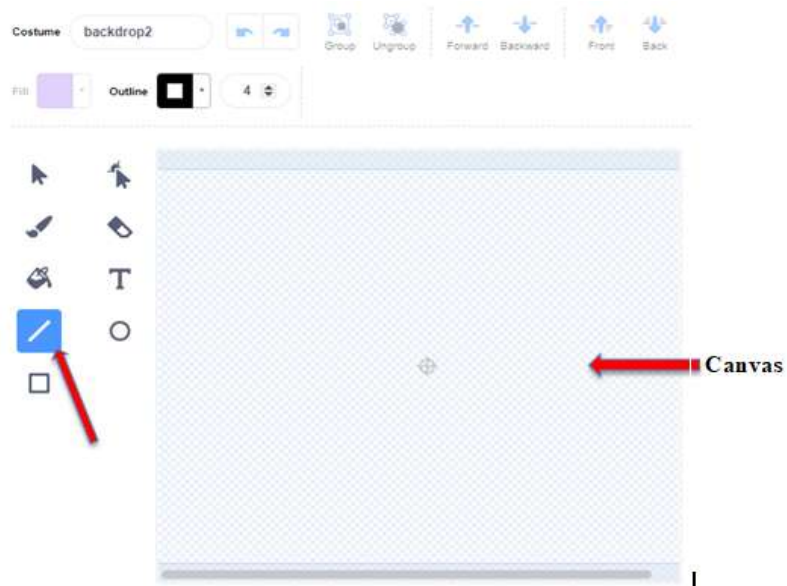 Costume backdrop2
Group Ungroup Forward Backward Front Back
Fill Outline 4
T
Canvas